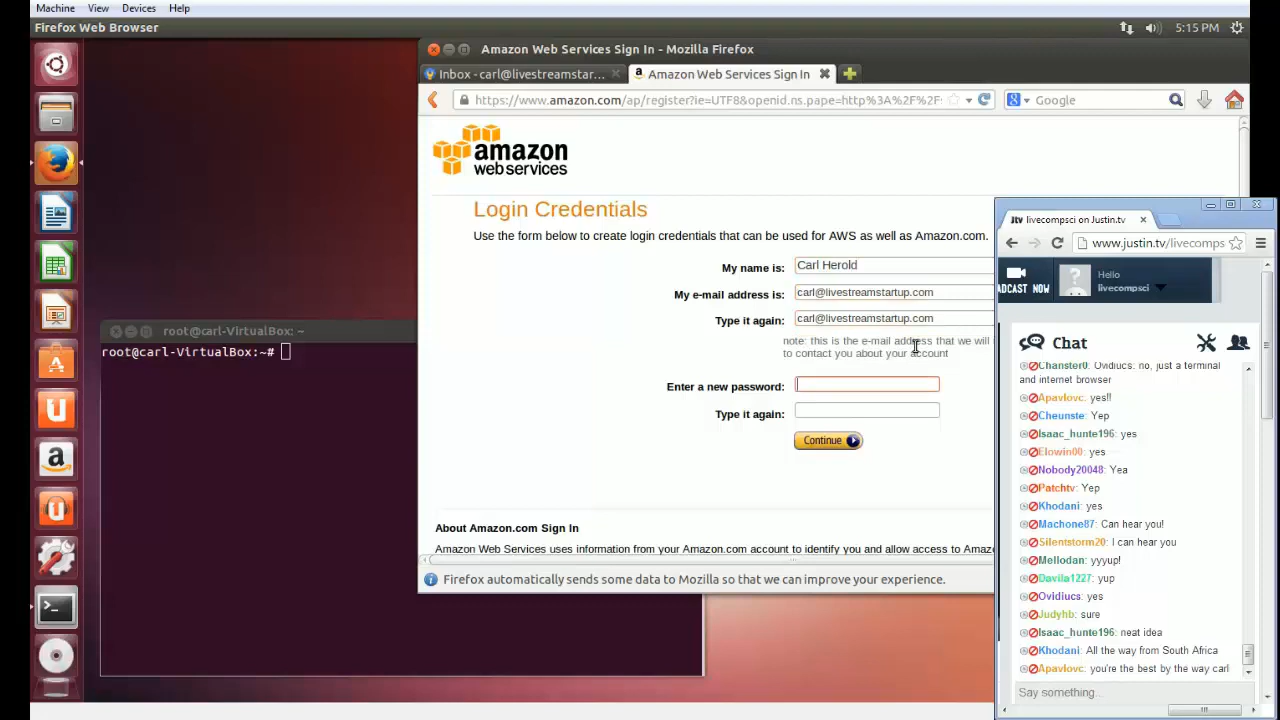 Machine View Devices Help
Firefox Web Browser
5:15 PM
Amazon Web Services Sign In - Mozilla Firefox
Inbox - carl@livestreamstar...
a Amazon Web Services Sign In
https://www.amazon.com/ap/register?ie=UTF8&openid.ns.pape=http%3A%2F%2F:
Google
amazon
web services
Login Credentials
Use the form below to create login credentials that can be used for AWS as well as Amazon.com.
My name is: Carl Herold
My e-mail address is: carl@livestreamstartup.com
Type it again: carl@livestreamstartup.com
note: this is the e-mail address that we will
to contact you about your account
Enter a new password:
Type it again:
Continue
About Amazon.com Sign In
Amazon Web Services uses information from your Amazon.com account to identify you and allow access to Amazo
Firefox automatically sends some data to Mozilla so that we can improve your experience.
root@carl-VirtualBox: ~
root@carl-VirtualBox:~#
Jtv livecompsci on Justin.tv
www.justin.tv/livecomps
ADCAST NOW
Hello
livecompsci
Chat
Chanster0: Ovidiucs: no, just a terminal
and internet browser
Apavlovc: yes!!
Cheunste: Yep
Isaac_hunte196: yes
Elowin00: yes
Nobody20048: Yea
Patchtv: Yep
Khodani: yes
Machone87: Can hear you!
Silentstorm20: I can hear you
Mellodan: yyyup!
Davila1227: yup
Ovidiucs: yes
Judyhb: sure
Isaac_hunte196: neat idea
Khodani: All the way from South Africa
Apavlovc: you're the best by the way carl
Say something...